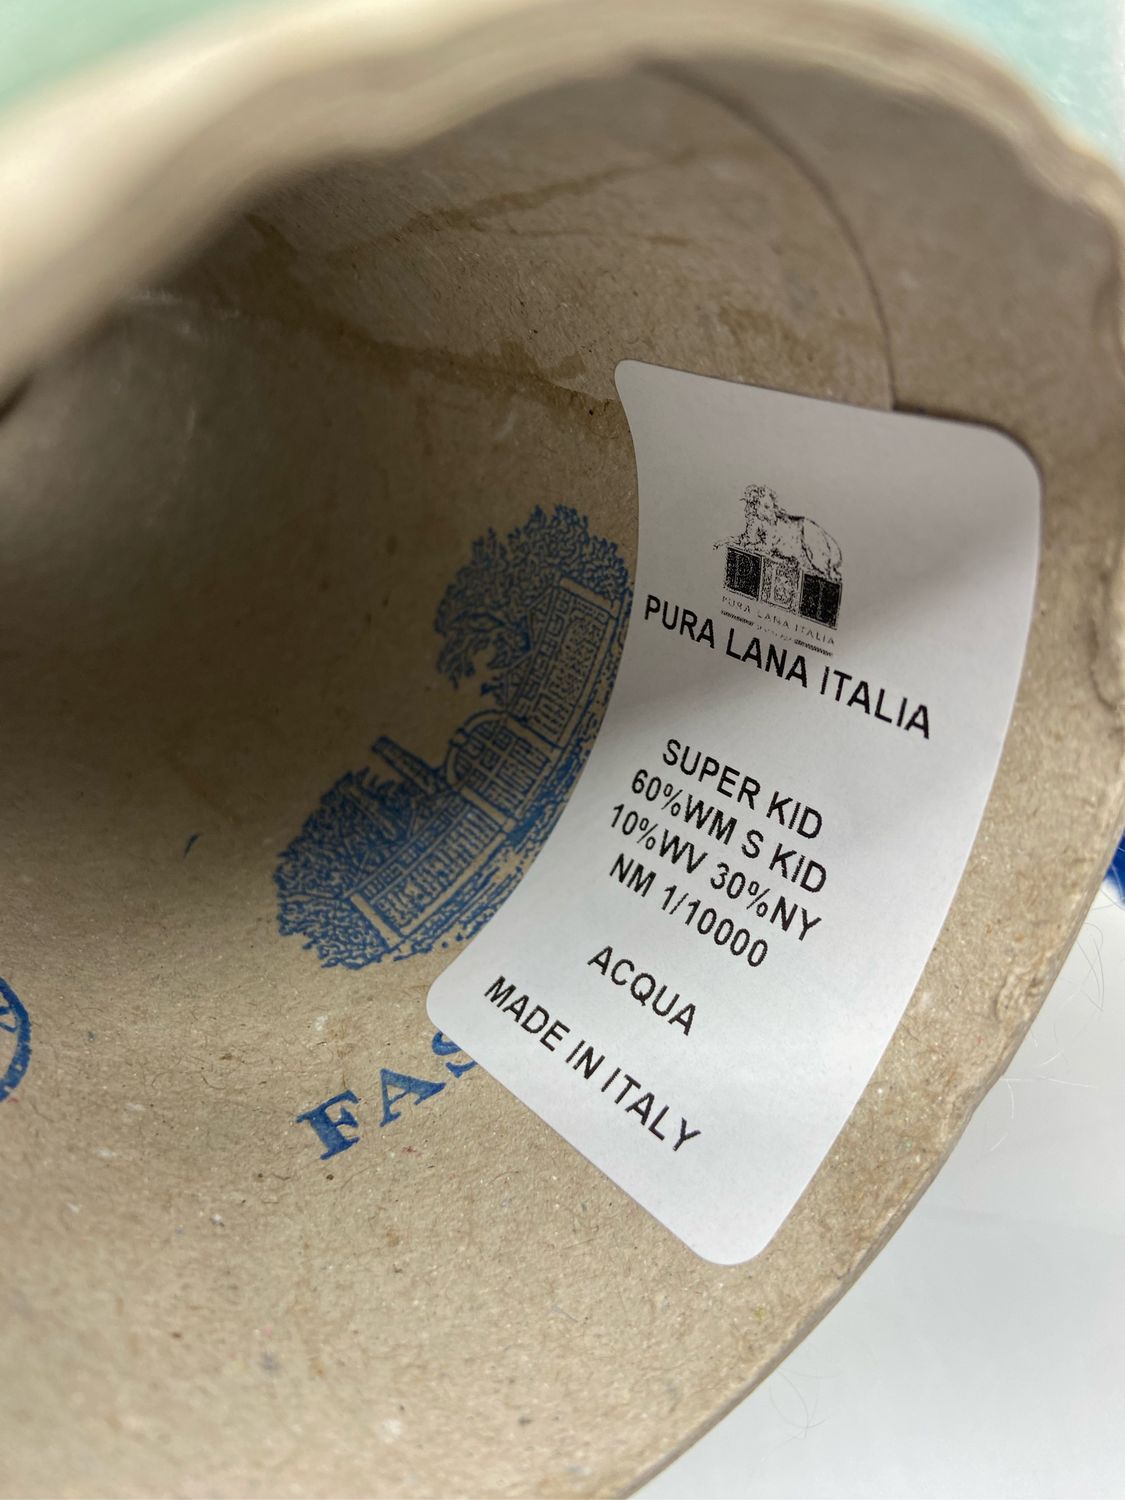 PURA LANA ITALIA
PURA LANA ITALIA
SUPER KID
60%WM S KID
10%WV 30%NY
NM 1/10000
ACQUA
MADE IN ITALY
FAS